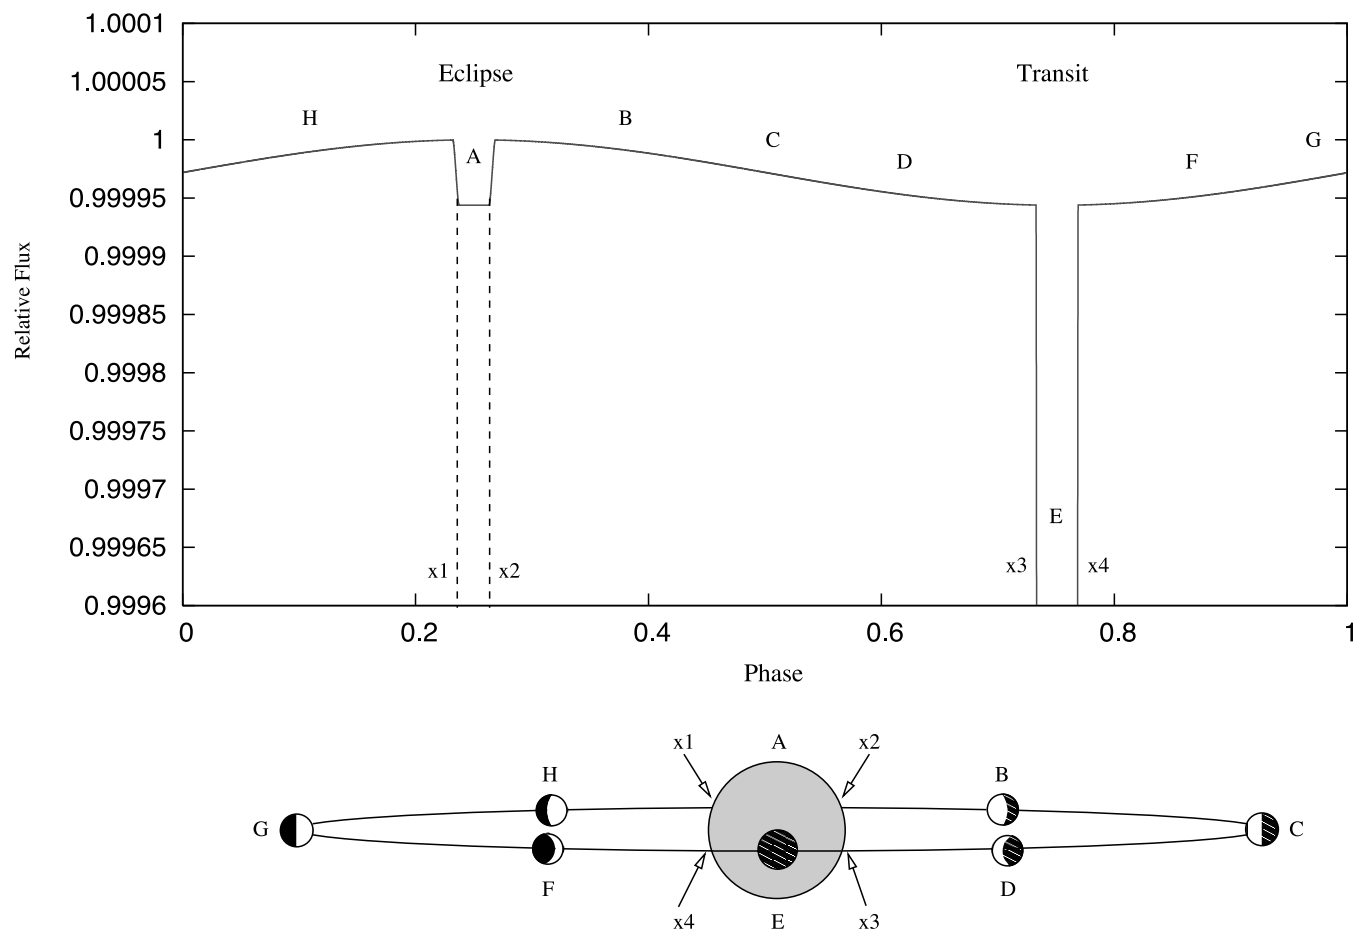 1.0001
1.00005
1
0.99995
0.9999
0.99985
0.9998
0.99975
0.9997
0.99965
0.9996
Relative Flux
Eclipse
Transit
H
A
B
C
D
E
F
G
x1
x2
x3
x4
0
0.2
0.4
0.6
0.8
1
Phase
x1
A
x2
H
B
G
C
F
D
x4
E
x3